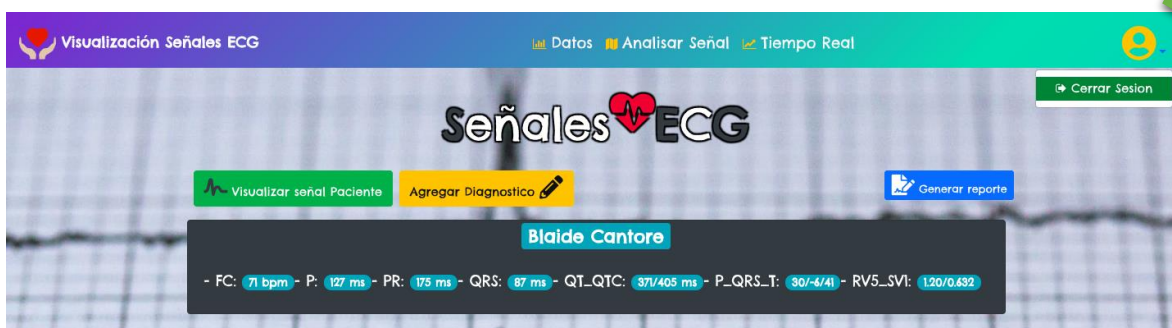 Visualización Señales ECG
Datos Analisar Señal Tiempo Real
Cerrar Sesion
Señales ECG
Visualizar señal Paciente
Agregar Diagnostico
Generar reporte
Blaide Cantore
- FC: 71 bpm - P: 127 ms - PR: 175 ms - QRS: 87 ms - QT_QTC: 371/405 ms - P_QRS_T: 30/-6/41 - RV5_SV1: 1.20/0.632